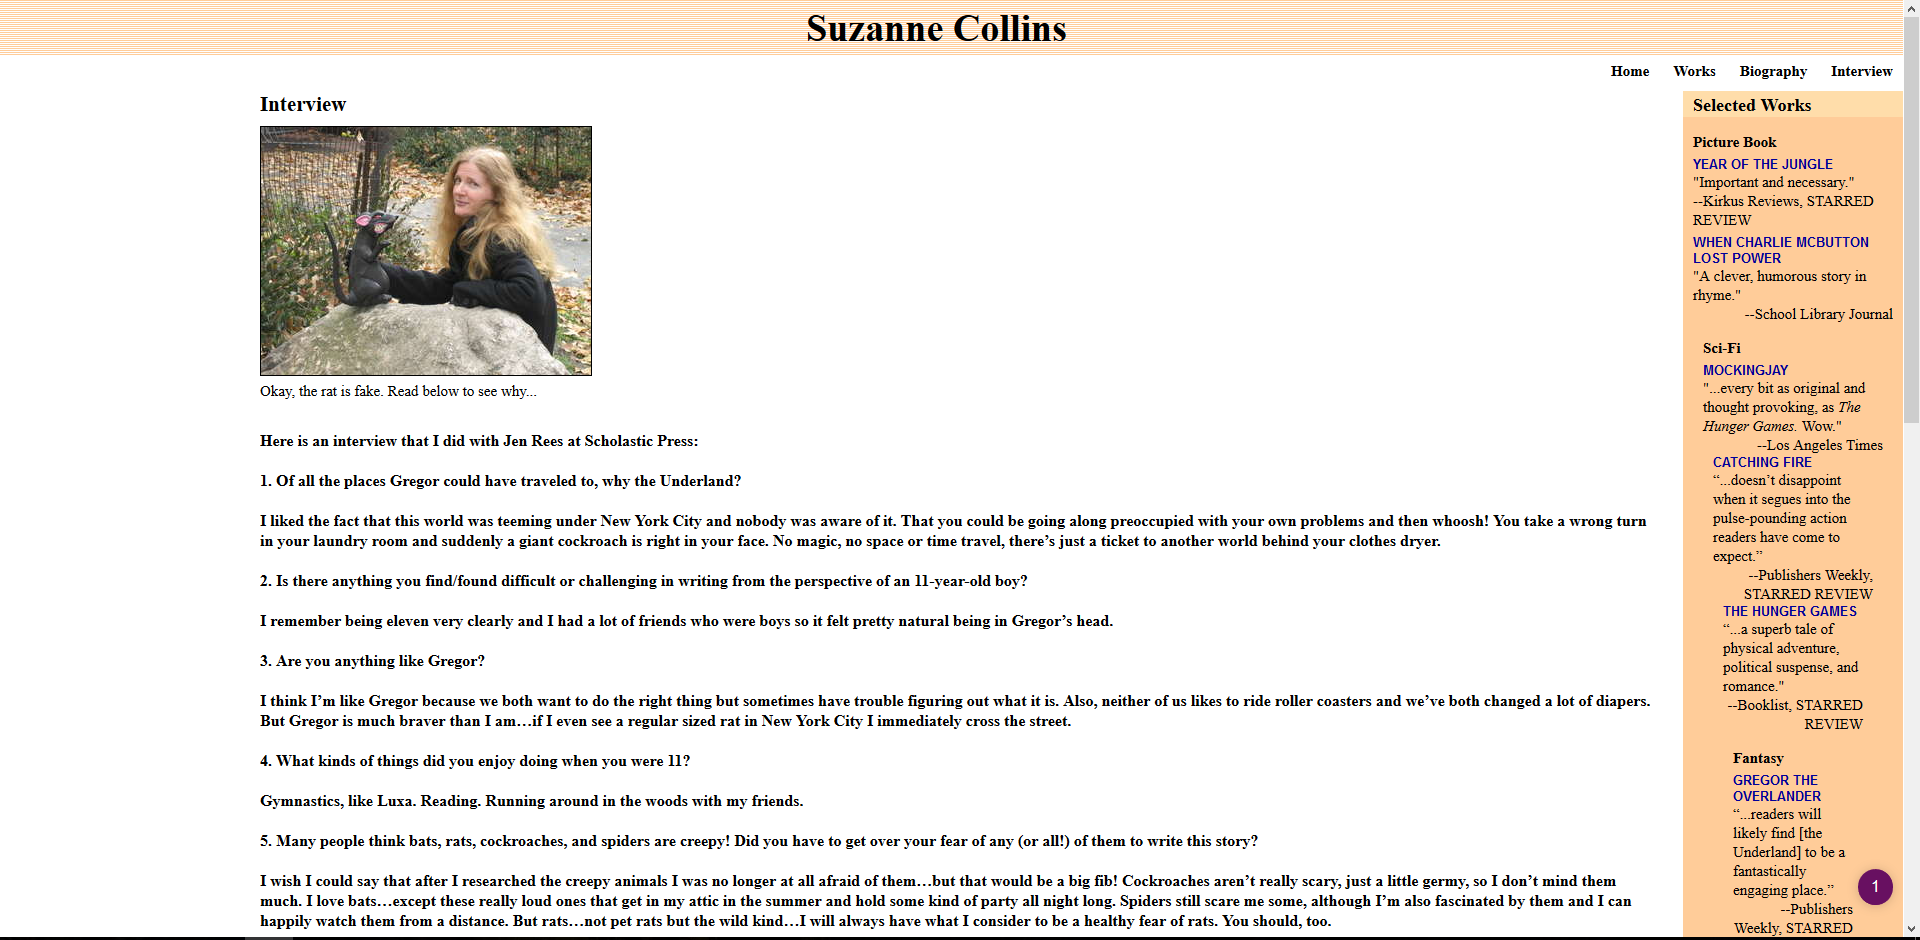 Suzanne Collins
Home Works Biography Interview
Interview
Okay, the rat is fake. Read below to see why...
Here is an interview that I did with Jen Rees at Scholastic Press:
1. Of all the places Gregor could have traveled to, why the Underland?
I liked the fact that this world was teeming under New York City and nobody was aware of it. That you could be going along preoccupied with your own problems and then whoosh! You take a wrong turn
in your laundry room and suddenly a giant cockroach is right in your face. No magic, no space or time travel, there’s just a ticket to another world behind your clothes dryer.
2. Is there anything you find/found difficult or challenging in writing from the perspective of an 11-year-old boy?
I remember being eleven very clearly and I had a lot of friends who were boys so it felt pretty natural being in Gregor’s head.
3. Are you anything like Gregor?
I think I’m like Gregor because we both want to do the right thing but sometimes have trouble figuring out what it is. Also, neither of us likes to ride roller coasters and we’ve both changed a lot of diapers.
But Gregor is much braver than I am…if I even see a regular sized rat in New York City I immediately cross the street.
4. What kinds of things did you enjoy doing when you were 11?
Gymnastics, like Luxa. Reading. Running around in the woods with my friends.
5. Many people think bats, rats, cockroaches, and spiders are creepy! Did you have to get over your fear of any (or all!) of them to write this story?
I wish I could say that after I researched the creepy animals I was no longer at all afraid of them…but that would be a big fib! Cockroaches aren’t really scary, just a little germy, so I don’t mind them
much. I love bats…except these really loud ones that get in my attic in the summer and hold some kind of party all night long. Spiders still scare me some, although I’m also fascinated by them and I can
happily watch them from a distance. But rats…not pet rats but the wild kind…I will always have what I consider to be a healthy fear of rats. You should, too.
Selected Works
Picture Book
YEAR OF THE JUNGLE
"Important and necessary."
--Kirkus Reviews, STARRED
REVIEW
WHEN CHARLIE MCBUTTON
LOST POWER
"A clever, humorous story in
rhyme."
--School Library Journal
Sci-Fi
MOCKINGJAY
"...every bit as original and
thought provoking, as The
Hunger Games. Wow."
--Los Angeles Times
CATCHING FIRE
“...doesn’t disappoint
when it segues into the
pulse-pounding action
readers have come to
expect.”
--Publishers Weekly,
STARRED REVIEW
THE HUNGER GAMES
“...a superb tale of
physical adventure,
political suspense, and
romance."
--Booklist, STARRED
REVIEW
Fantasy
GREGOR THE
OVERLANDER
“...readers will
likely find [the
Underland] to be a
fantastically
engaging place.”
--Publishers
Weekly, STARRED
1